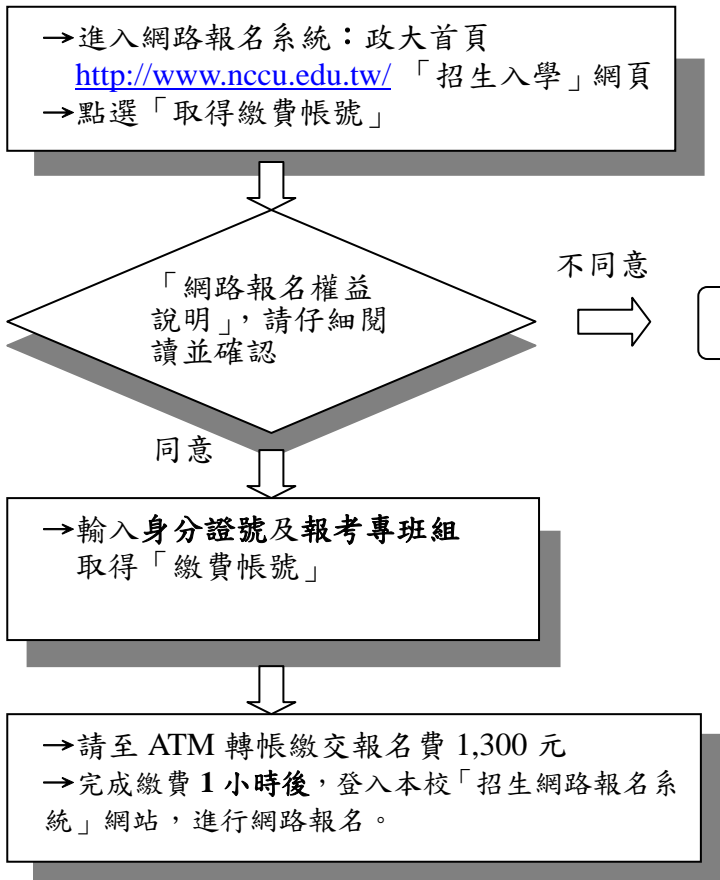 →進入網路報名系統：政大首頁
http://www.nccu.edu.tw/ 「招生入學」網頁
→點選「取得繳費帳號」
「網路報名權益
說明」，請仔細閱
讀並確認
不同意
同意
→輸入身分證號及報考專班組
取得「繳費帳號」
→請至 ATM 轉帳繳交報名費 1,300 元
→完成繳費 1 小時後，登入本校「招生網路報名系
統」網站，進行網路報名。